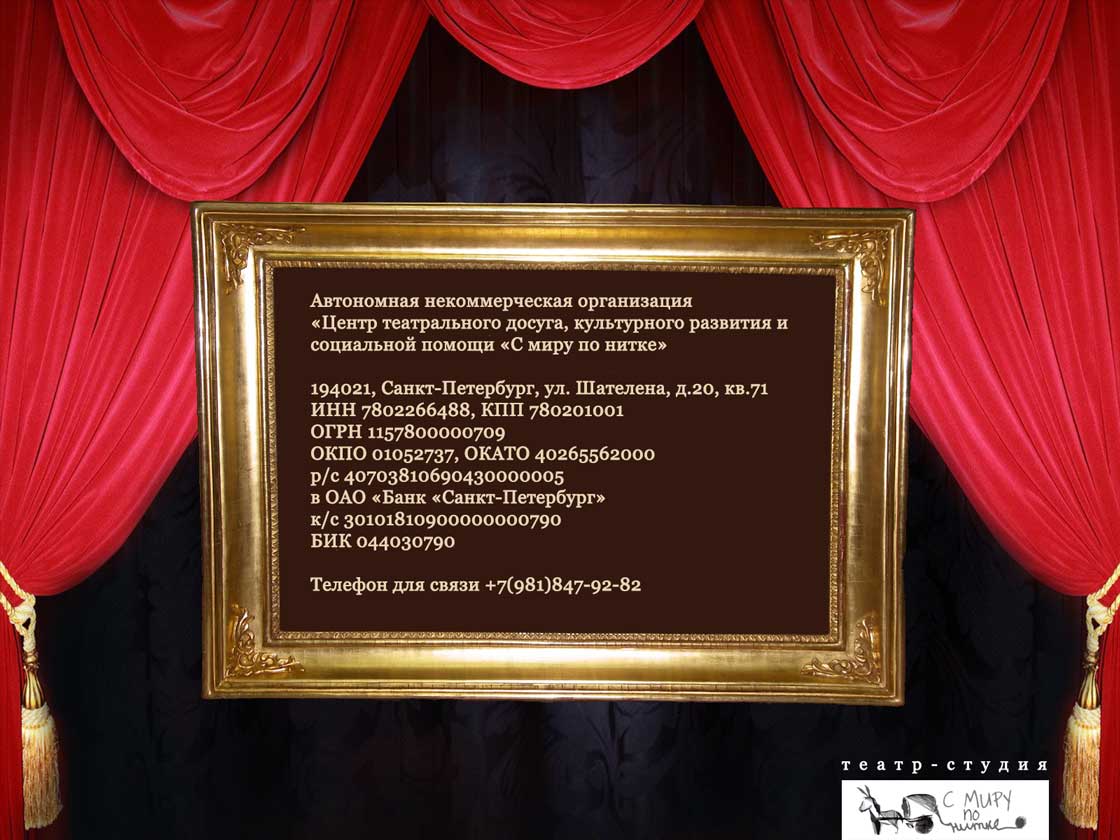 Автономная некоммерческая организация
«Центр театрального досуга, культурного развития и
социальной помощи «С миру по нитке»
194021, Санкт-Петербург, ул. Шателена, д.20, кв.71
ИНН 7802266488, КПП 780201001
ОГРН 1157800000709
ОКПО 01052737, ОКАТО 40265562000
р/с 40703810690430000005
в ОАО «Банк «Санкт-Петербург»
к/с 30101810900000000790
БИК 044030790
Телефон для связи +7(981)847-92-82
театр-студия
С МИРУ
по
нитке